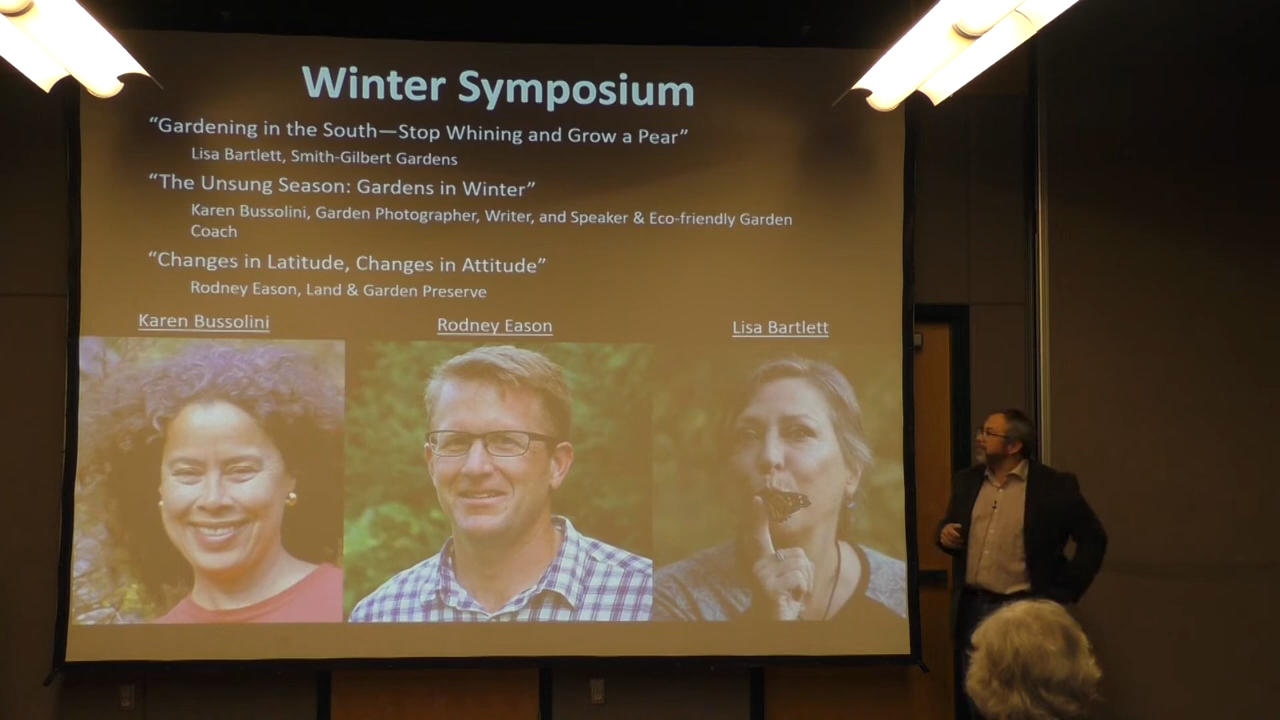 Winter Symposium
“Gardening in the South—Stop Whining and Grow a Pear”
Lisa Bartlett, Smith-Gilbert Gardens
“The Unsung Season: Gardens in Winter”
Karen Bussolini, Garden Photographer, Writer, and Speaker & Eco-friendly Garden
Coach
“Changes in Latitude, Changes in Attitude”
Rodney Eason, Land & Garden Preserve
Karen Bussolini
Rodney Eason
Lisa Bartlett